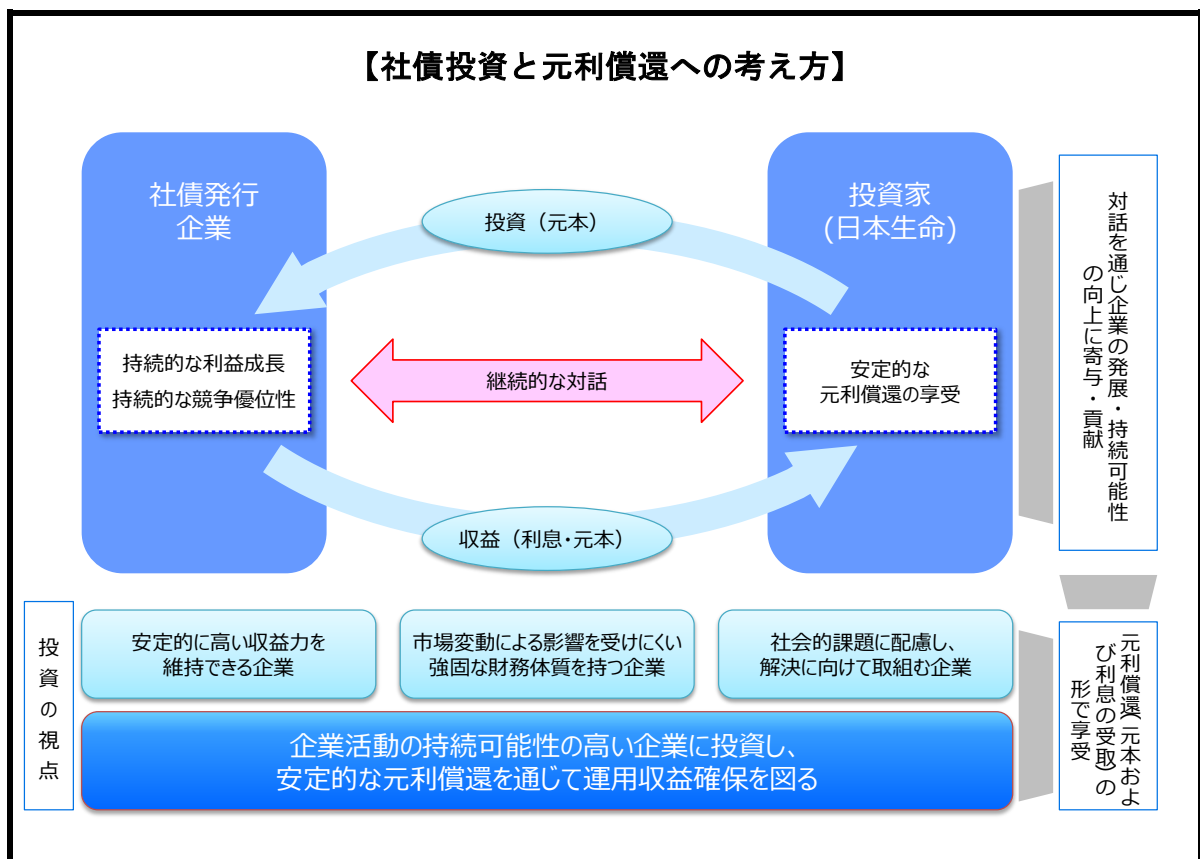 【社債投資と元利償還への考え方】
社債発行
企業
投資家
(日本生命)
投資（元本）
持続的な利益成長
持続的な競争優位性
継続的な対話
安定的な
元利償還の享受
収益（利息・元本）
対話を通じ企業の発展・持続可能性
の向上に寄与・貢献
投資の視点
安定的に高い収益力を
維持できる企業
市場変動による影響を受けにくい
強固な財務体質を持つ企業
社会的課題に配慮し、
解決に向けて取組む企業
企業活動の持続可能性の高い企業に投資し、
安定的な元利償還を通じて運用収益確保を図る
元利償還(元本およ
び利息の受取)の
形で享受